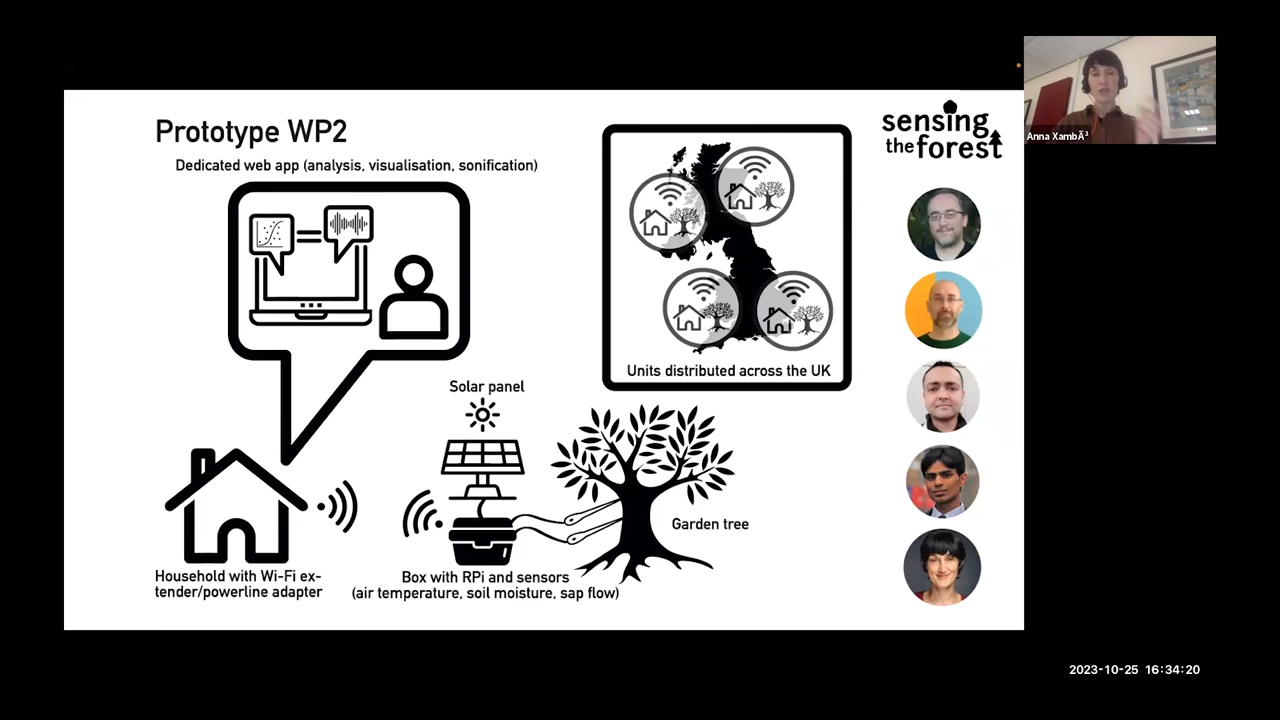 Prototype WP2
Dedicated web app (analysis, visualisation, sonification)
sensing
the forest
Anna XambÃ³
Units distributed across the UK
Solar panel
Garden tree
Household with Wi-Fi ex-
tender/powerline adapter
Box with RPi and sensors
(air temperature, soil moisture, sap flow)
2023-10-25 16:34:20